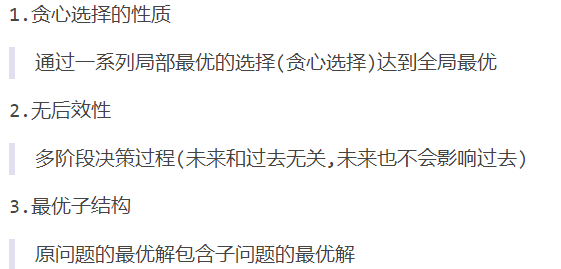 1.贪心选择的性质
通过一系列局部最优的选择(贪心选择)达到全局最优
2.无后效性
多阶段决策过程(未来和过去无关,未来也不会影响过去)
3.最优子结构
原问题的最优解包含子问题的最优解